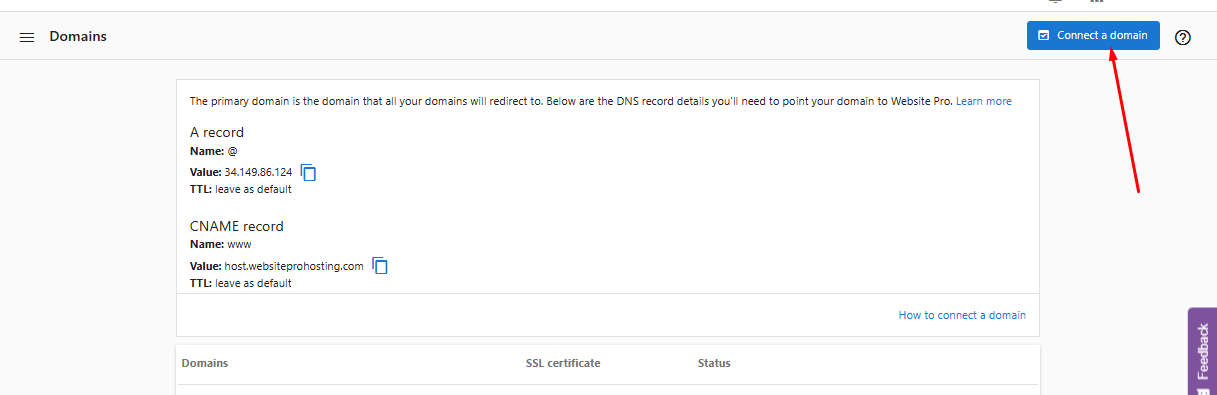 Domains
Connect a domain
The primary domain is the domain that all your domains will redirect to. Below are the DNS record details you'll need to point your domain to Website Pro. Learn more
A record
Name: @
Value: 34.149.86.124
TTL: leave as default
CNAME record
Name: www
Value: host.websiteprohosting.com
TTL: leave as default
How to connect a domain
Feedback
Domains SSL certificate Status